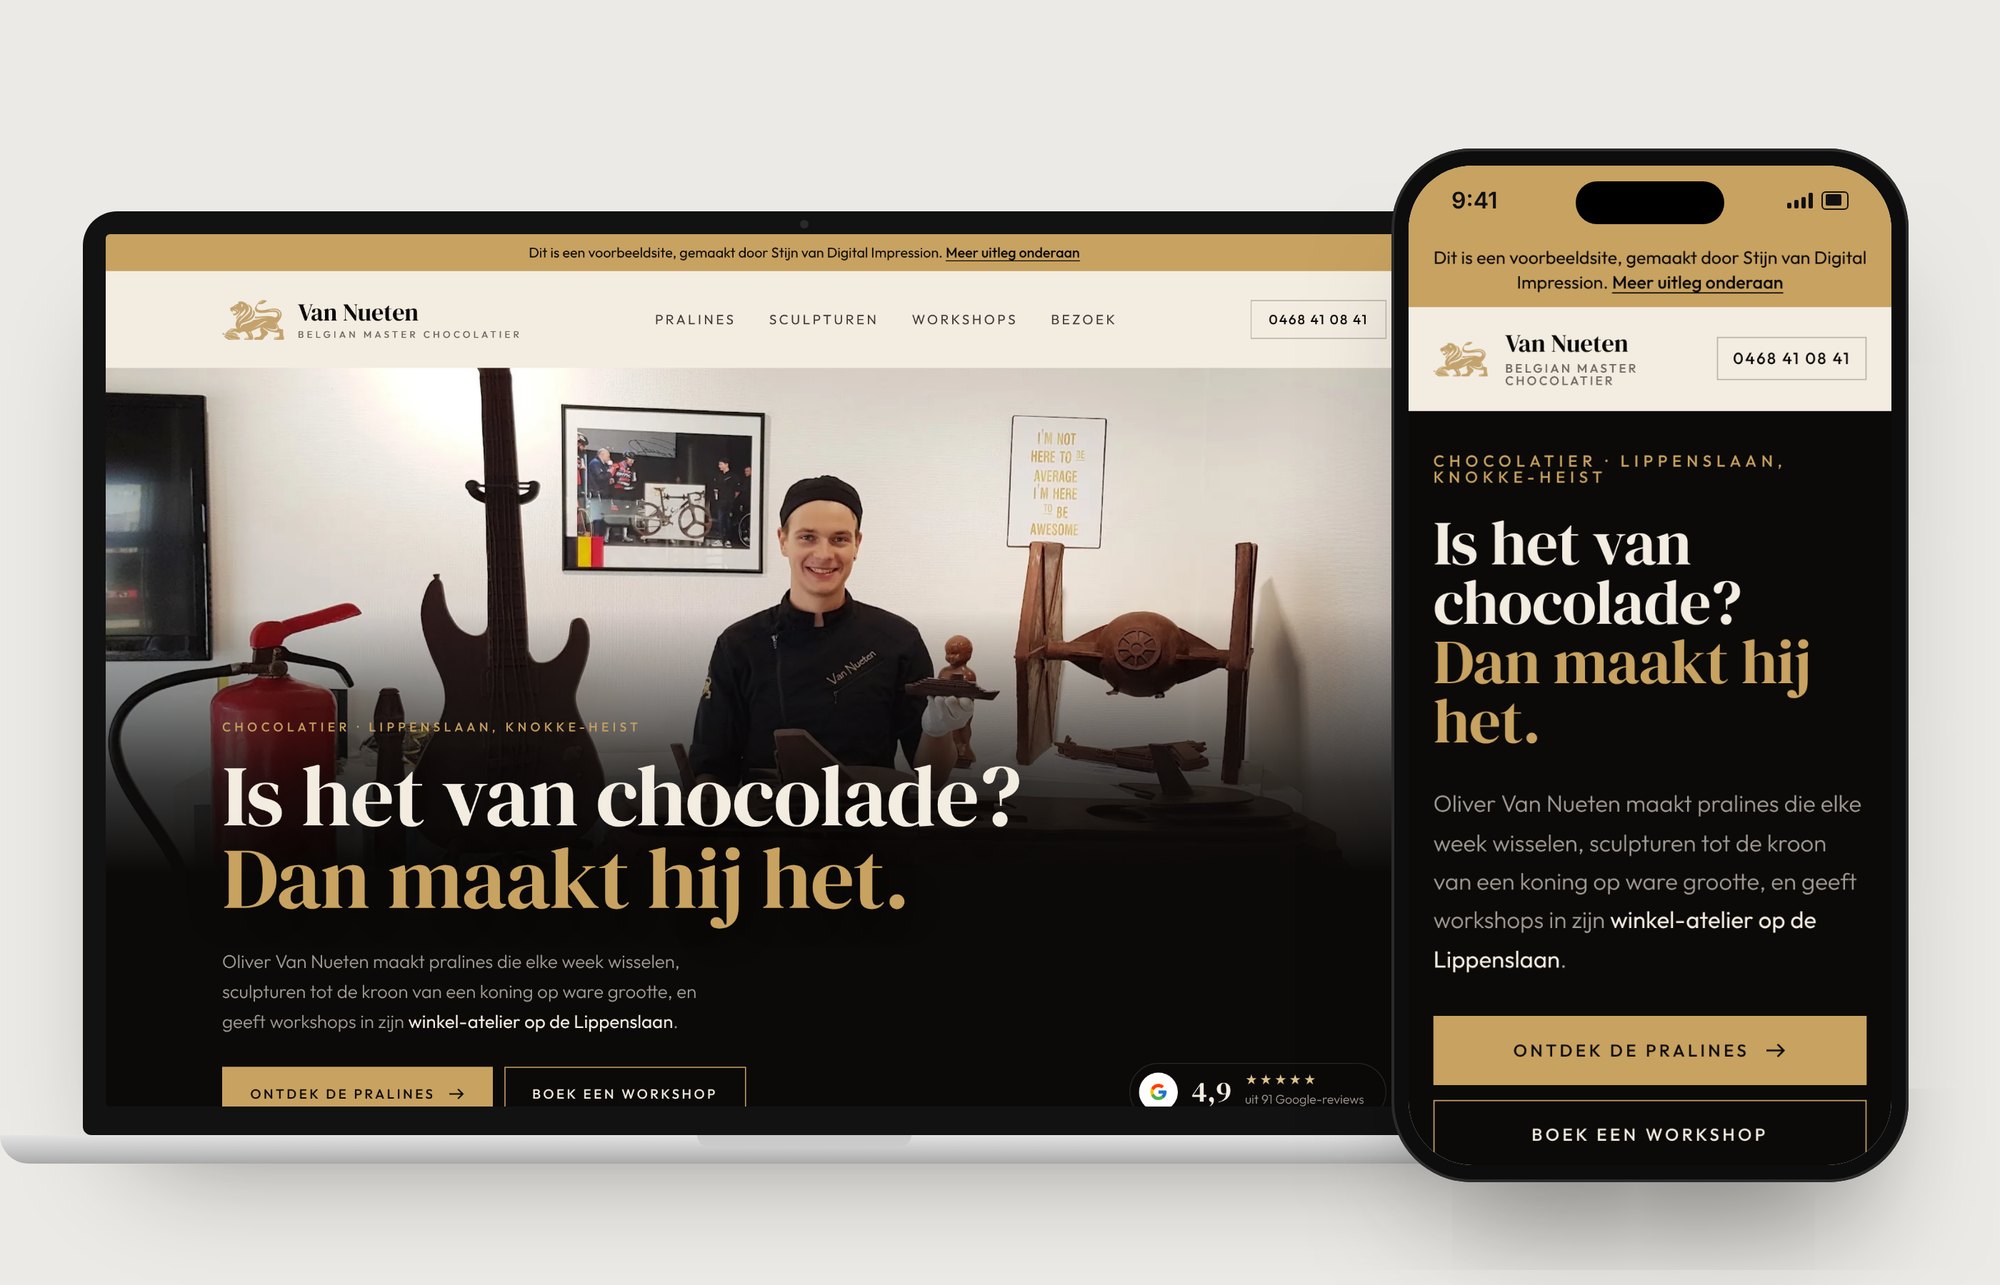 Dit is een voorbeeldsite, gemaakt door Stijn van Digital Impression. Meer uitleg onderaan
Van Nueten
BELGIAN MASTER CHOCOLATIER
PRALINES
SCULPTUREN
WORKSHOPS
BEZOEK
0468 41 08 41
I'M NOT
HERE TO BE
AVERAGE
I'M HERE
TO BE
AWESOME
Van Nueten
CHOCOLATIER · LIPPENSLAAN, KNOKKE-HEIST
Is het van chocolade?
Dan maakt hij het.
Oliver Van Nueten maakt pralines die elke week wisselen,
sculpturen tot de kroon van een koning op ware grootte, en
geeft workshops in zijn winkel-atelier op de Lippenslaan.
ONTDEK DE PRALINES →
BOEK EEN WORKSHOP
G
4,9
★★★★★
uit 91 Google-reviews
9:41
Dit is een voorbeeldsite, gemaakt door Stijn van Digital
Impression. Meer uitleg onderaan
Van Nueten
BELGIAN MASTER
CHOCOLATIER
0468 41 08 41
CHOCOLATIER · LIPPENSLAAN,
KNOKKE-HEIST
Is het van
chocolade?
Dan maakt hij
het.
Oliver Van Nueten maakt pralines die elke
week wisselen, sculpturen tot de kroon
van een koning op ware grootte, en geeft
workshops in zijn winkel-atelier op de
Lippenslaan.
ONTDEK DE PRALINES →
BOEK EEN WORKSHOP